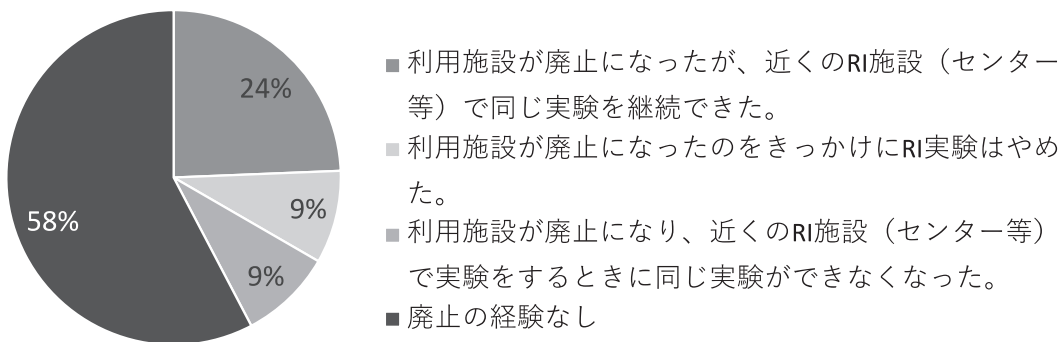 24%
9%
9%
58%
利用施設が廃止になったが、近くのRI施設（センター
等）で同じ実験を継続できた。
利用施設が廃止になったのをきっかけにRI実験はやめ
た。
利用施設が廃止になり、近くのRI施設（センター等）
で実験をするときに同じ実験ができなくなった。
廃止の経験なし